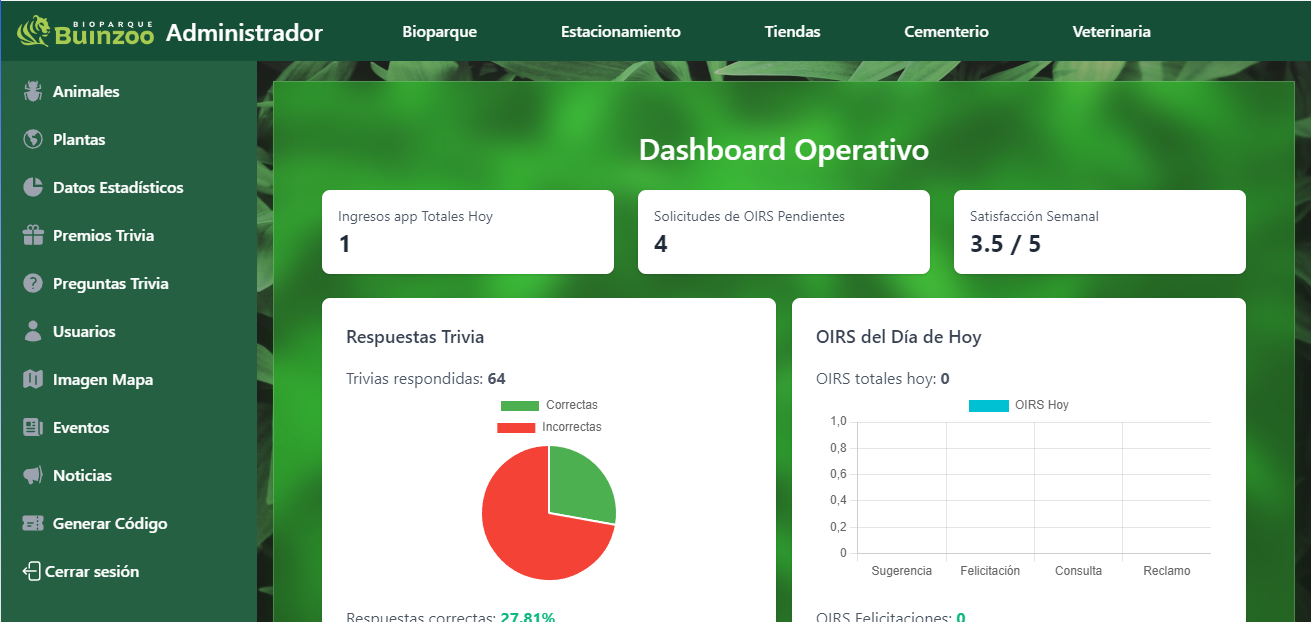 BIOPARQUE
Buinzoo Administrador Bioparque Estacionamiento Tiendas Cementerio Veterinaria
Animales
Plantas
Datos Estadísticos
Premios Trivia
Preguntas Trivia
Usuarios
Imagen Mapa
Eventos
Noticias
Generar Código
Cerrar sesión
Dashboard Operativo
Ingresos app Totales Hoy
1
Solicitudes de OIRS Pendientes
4
Satisfacción Semanal
3.5 / 5
Respuestas Trivia
Trivias respondidas: 64
Correctas
Incorrectas
Respuestas correctas: 27.81%
OIRS del Día de Hoy
OIRS totales hoy: 0
OIRS Hoy
1,0
0,8
0,6
0,4
0,2
0
Sugerencia Felicitación Consulta Reclamo
OIRS Felicitaciones: 0